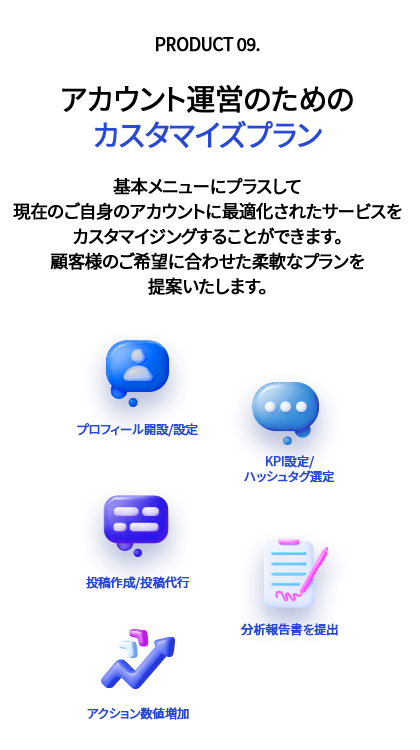 PRODUCT 09.
アカウント運営のための
カスタマイズプラン
基本メニューにプラスして
現在のご自身のアカウントに最適化されたサービスを
カスタマイジングすることができます。
顧客様のご希望に合わせた柔軟なプランを
提案いたします。
プロフィール開設/設定
KPI設定/
ハッシュタグ選定
投稿作成/投稿代行
分析報告書を提出
アクション数値増加